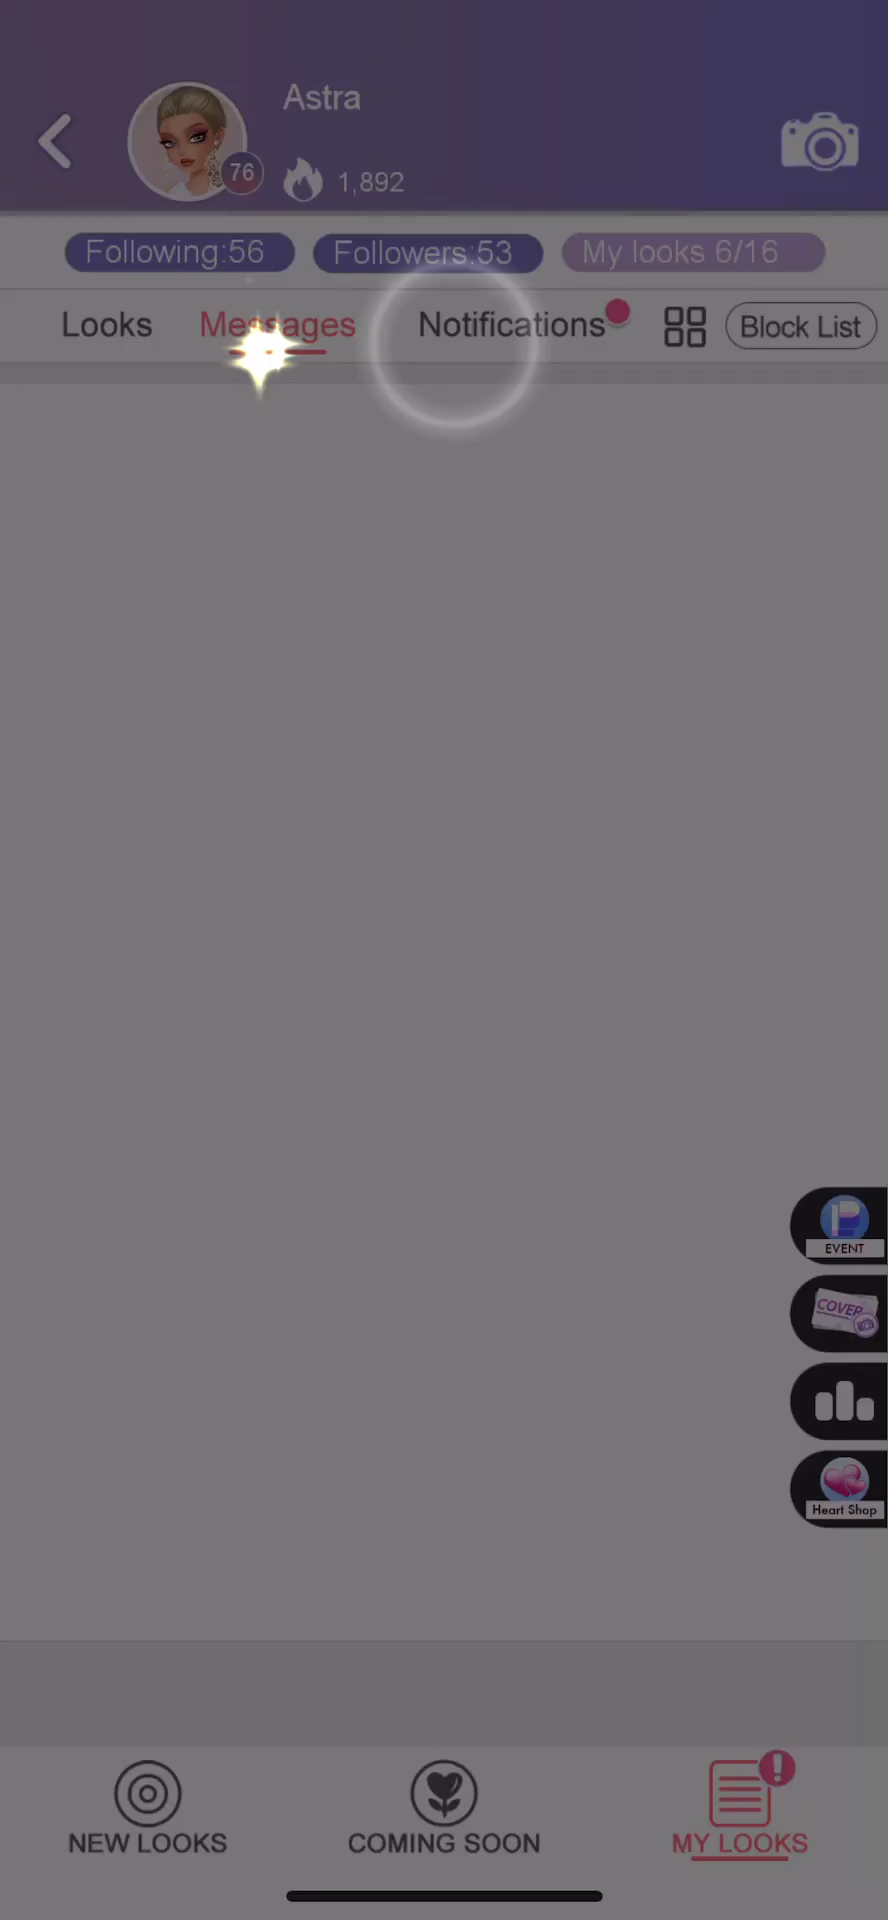 Astra
76
1,892
Following:56
Followers:53
My looks 6/16
Looks
Messages
Notifications
Block List
EVENT
COVER
Heart Shop
NEW LOOKS
COMING SOON
MY LOOKS